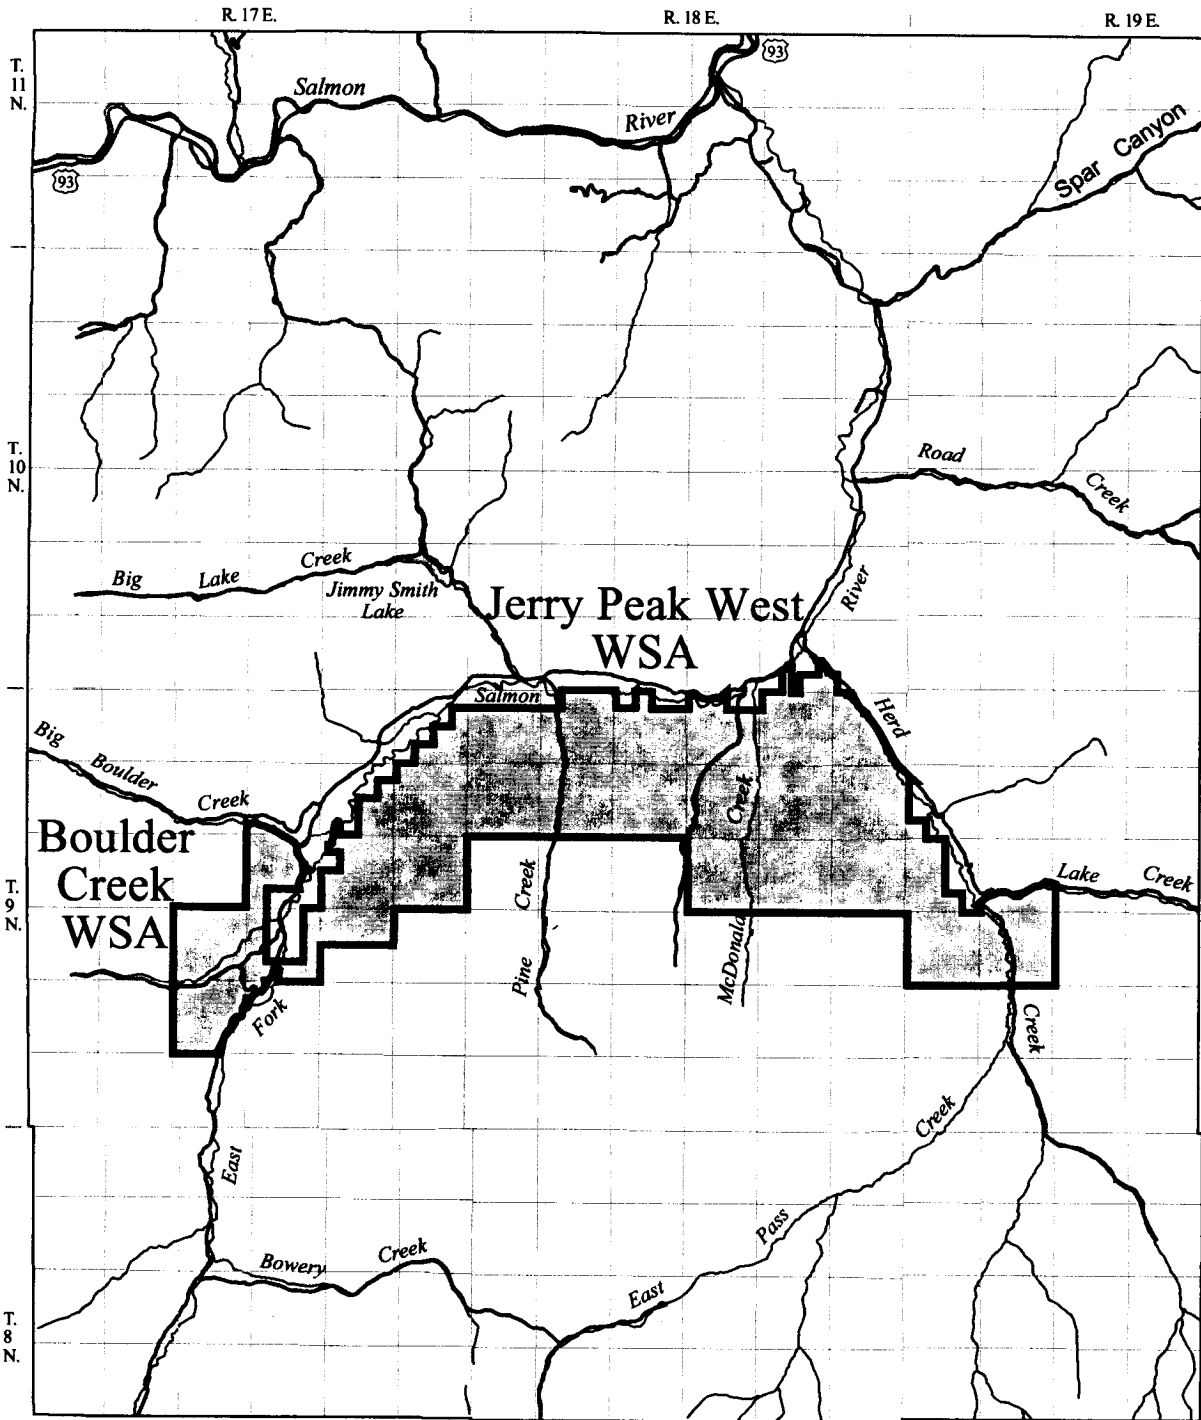 R. 17 E.
R. 18 E.
R. 19 E.
T.
11
N.
93
Salmon
River
93
Spar Canyon
T.
10
N.
Road
Creek
Big Lake Creek
Jimmy Smith
Lake
River
Jerry Peak West
WSA
Salmon
Herd
Big
Boulder
Creek
Creek
Boulder
Creek
WSA
T.
9
N.
Lake Creek
Creek
Pine
McDonald
Fork
Creek
Creek
East
Pass
Bowery Creek
East
T.
8
N.